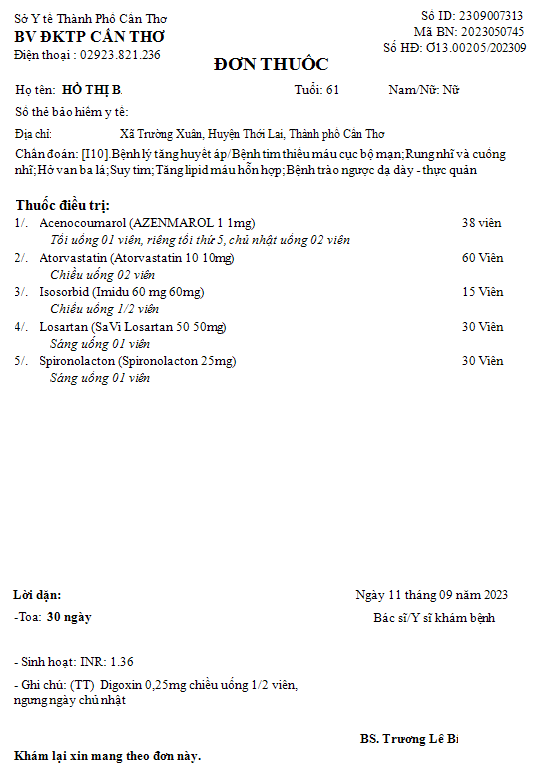 Sở Y tế Thành Phố Cần Thơ
Số ID: 2309007313
BV ĐKTP CẦN THƠ
Mã BN: 2023050745
Điện thoại : 02923.821.236
Số HĐ: Ơ13.00205/202309
ĐƠN THUỐC
Họ tên: HỒ THỊ B.
Tuổi: 61
Nam/Nữ: Nữ
Số thẻ bảo hiểm y tế:
Địa chỉ: Xã Trường Xuân, Huyện Thới Lai, Thành phố Cần Thơ
Chẩn đoán: [I10].Bệnh lý tăng huyết áp/Bệnh tim thiếu máu cục bộ mạn;Rung nhĩ và cuồng
nhĩ;Hở van ba lá;Suy tim;Tăng lipid máu hỗn hợp;Bệnh trào ngược dạ dày - thực quản
Thuốc điều trị:
1/. Acenocoumarol (AZENMAROL 1 1mg) 38 viên
Tối uống 01 viên, riêng tối thứ 5, chủ nhật uống 02 viên
2/. Atorvastatin (Atorvastatin 10 10mg) 60 Viên
Chiều uống 02 viên
3/. Isosorbid (Imidu 60 mg 60mg) 15 Viên
Chiều uống 1/2 viên
4/. Losartan (SaVi Losartan 50 50mg) 30 Viên
Sáng uống 01 viên
5/. Spironolacton (Spironolacton 25mg) 30 Viên
Sáng uống 01 viên
Lời dặn:
Ngày 11 tháng 09 năm 2023
-Toa: 30 ngày
Bác sĩ/Y sĩ khám bệnh
- Sinh hoạt: INR: 1.36
- Ghi chú: (TT) Digoxin 0,25mg chiều uống 1/2 viên,
ngưng ngày chủ nhật
BS. Trương Lê
Khám lại xin mang theo đơn này.